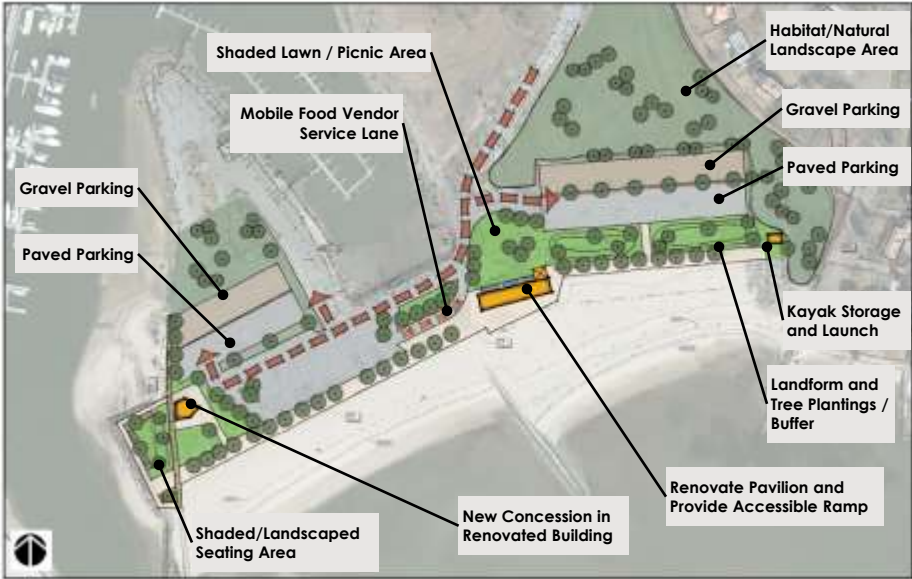 Habitat/Natural
Landscape Area
Shaded Lawn / Picnic Area
Gravel Parking
Mobile Food Vendor
Service Lane
Paved Parking
Gravel Parking
Paved Parking
Kayak Storage
and Launch
Landform and
Tree Plantings /
Buffer
Renovate Pavilion and
Provide Accessible Ramp
New Concession in
Renovated Building
Shaded/Landscaped
Seating Area